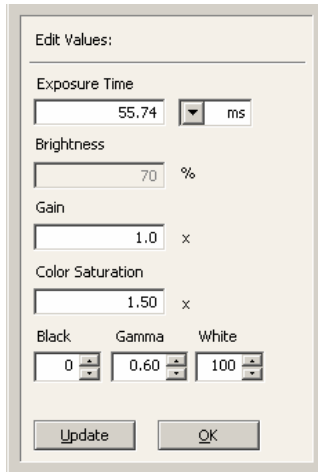 Edit Values:
Exposure Time
55.74 ms
Brightness
70 %
Gain
1.0 x
Color Saturation
1.50 x
Black Gamma White
0 0.60 100
Update OK